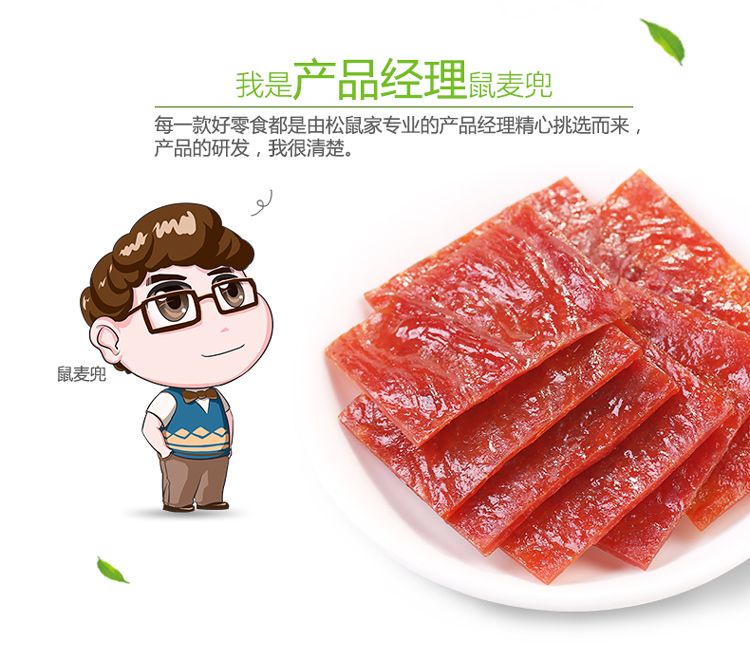 我是产品经理鼠麦兜
每一款好零食都是由松鼠家专业的产品经理精心挑选而来，
产品的研发，我很清楚。
鼠麦兜